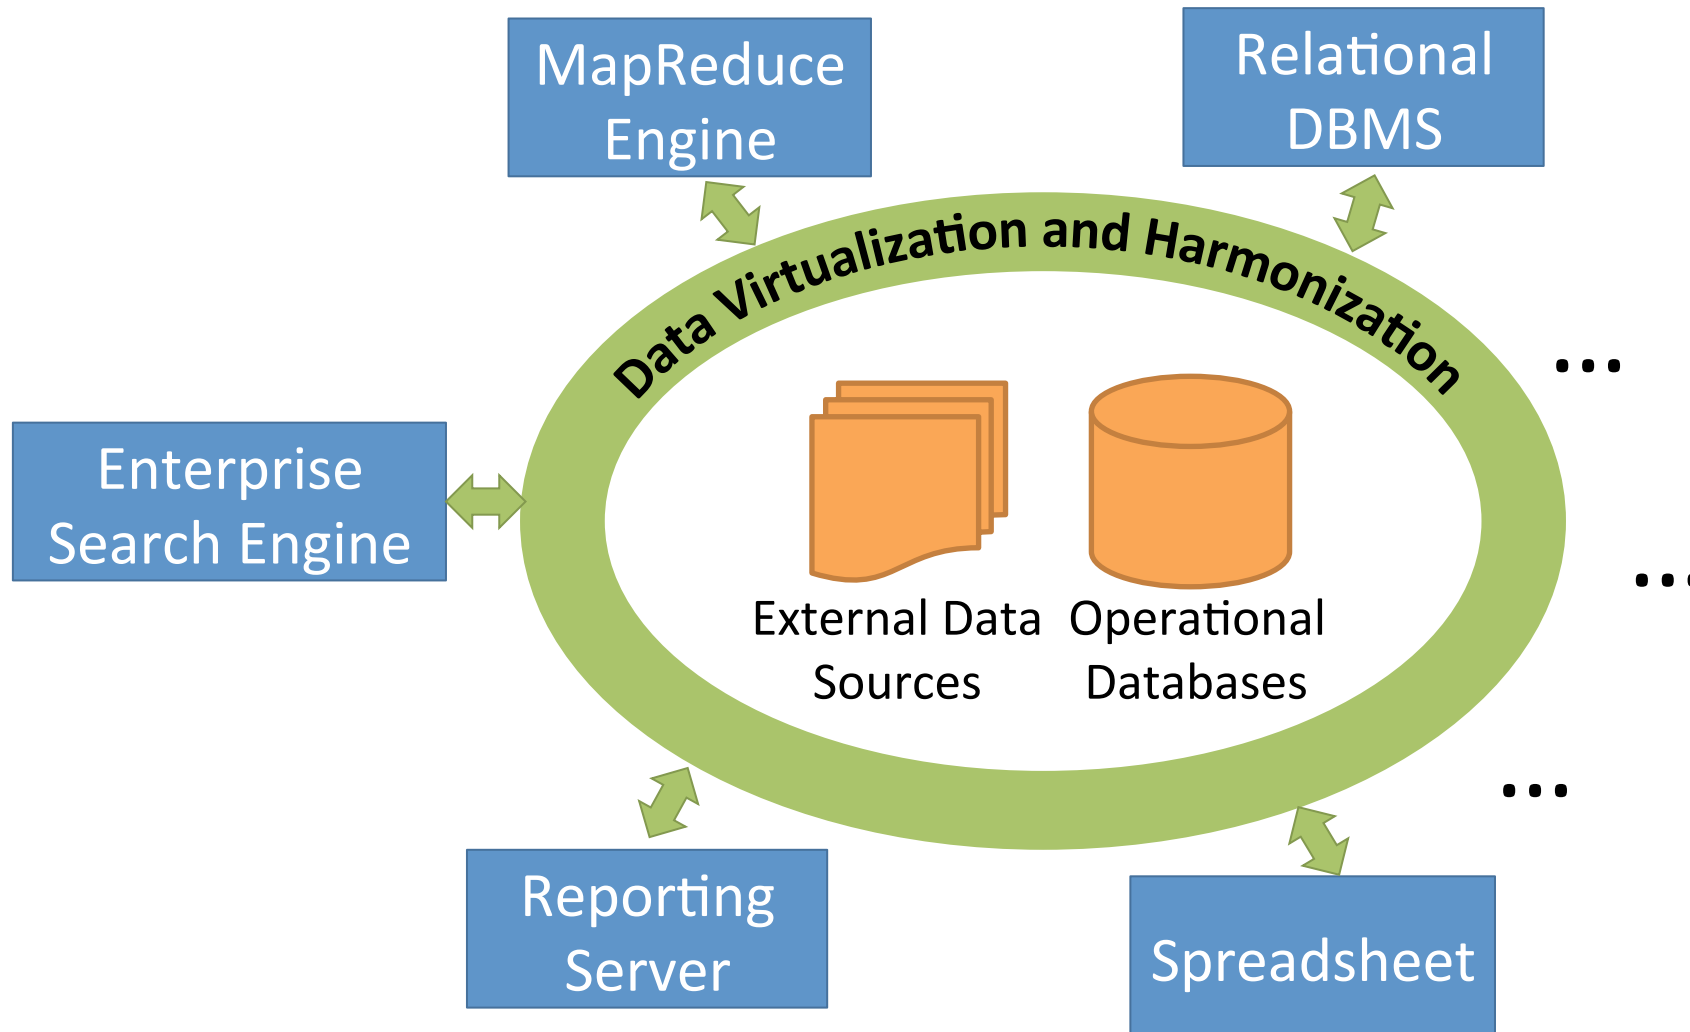 MapReduce
Engine
Relational
DBMS
Data Virtualization and Harmonization
...
Enterprise
Search Engine
...
External Data
Sources
Operational
Databases
...
Reporting
Server
Spreadsheet